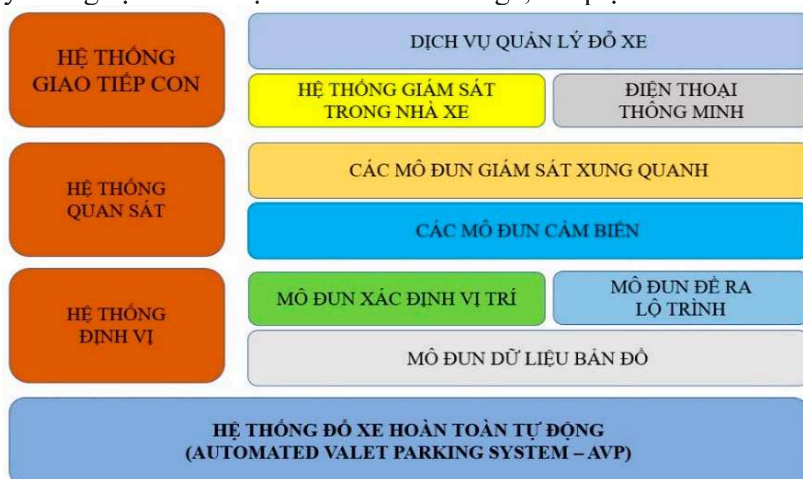 HỆ THỐNG
GIAO TIẾP CON
DỊCH VỤ QUẢN LÝ ĐỖ XE
HỆ THỐNG GIÁM SÁT
TRONG NHÀ XE
ĐIỆN THOẠI
THÔNG MINH
HỆ THỐNG
QUAN SÁT
CÁC MÔ ĐUN GIÁM SÁT XUNG QUANH
CÁC MÔ ĐUN CẢM BIẾN
HỆ THỐNG
ĐỊNH VỊ
MÔ ĐUN XÁC ĐỊNH VỊ TRÍ
MÔ ĐUN ĐỀ RA
LỘ TRÌNH
MÔ ĐUN DỮ LIỆU BẢN ĐỒ
HỆ THỐNG ĐỖ XE HOÀN TOÀN TỰ ĐỘNG
(AUTOMATED VALET PARKING SYSTEM – AVP)